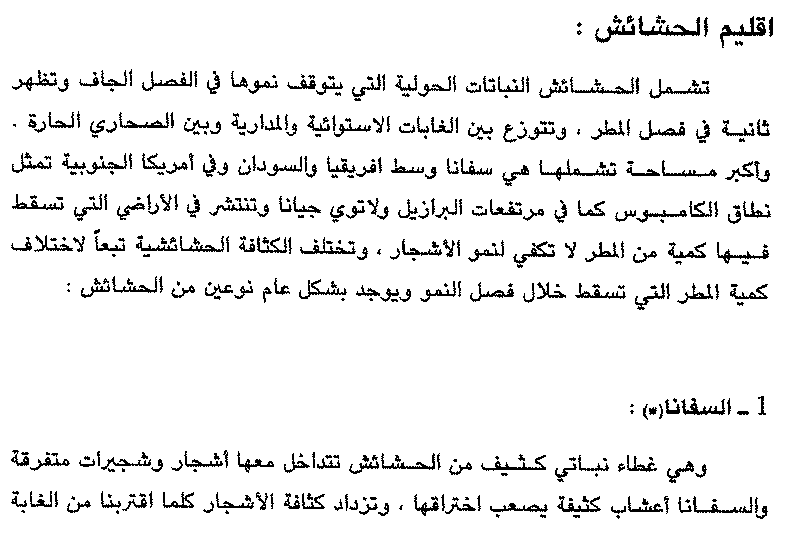 اقليم الحشائش :
تشمل الحشائش النباتات الحولية التي يتوقف نموها في الفصل الجاف وتظهر
ثانية في فصل المطر ، وتتوزع بين الغابات الاستوائية والمدارية وبين الصحاري الحارة .
وأكبر مساحة تشملها هي سفانا وسط افريقيا والسودان وفي أمريكا الجنوبية تمثل
نطاق الكامبوس كما في مرتفعات البرازيل ولاتوي جيانا وتنتشر في الأراضي التي تسقط
فيها كمية من المطر لا تكفي لنمو الأشجار ، وتختلف الكثافة الحشائشية تبعاً لاختلاف
كمية المطر التي تسقط خلال فصل النمو ويوجد بشكل عام نوعين من الحشائش :
1 ـ السفانا(*) :
وهي غطاء نباتي كثيف من الحشائش تتداخل معها أشجار وشجيرات متفرقة
والسفانا أعشاب كثيفة يصعب اختراقها ، وتزداد كثافة الأشجار كلما اقتربنا من الغابة